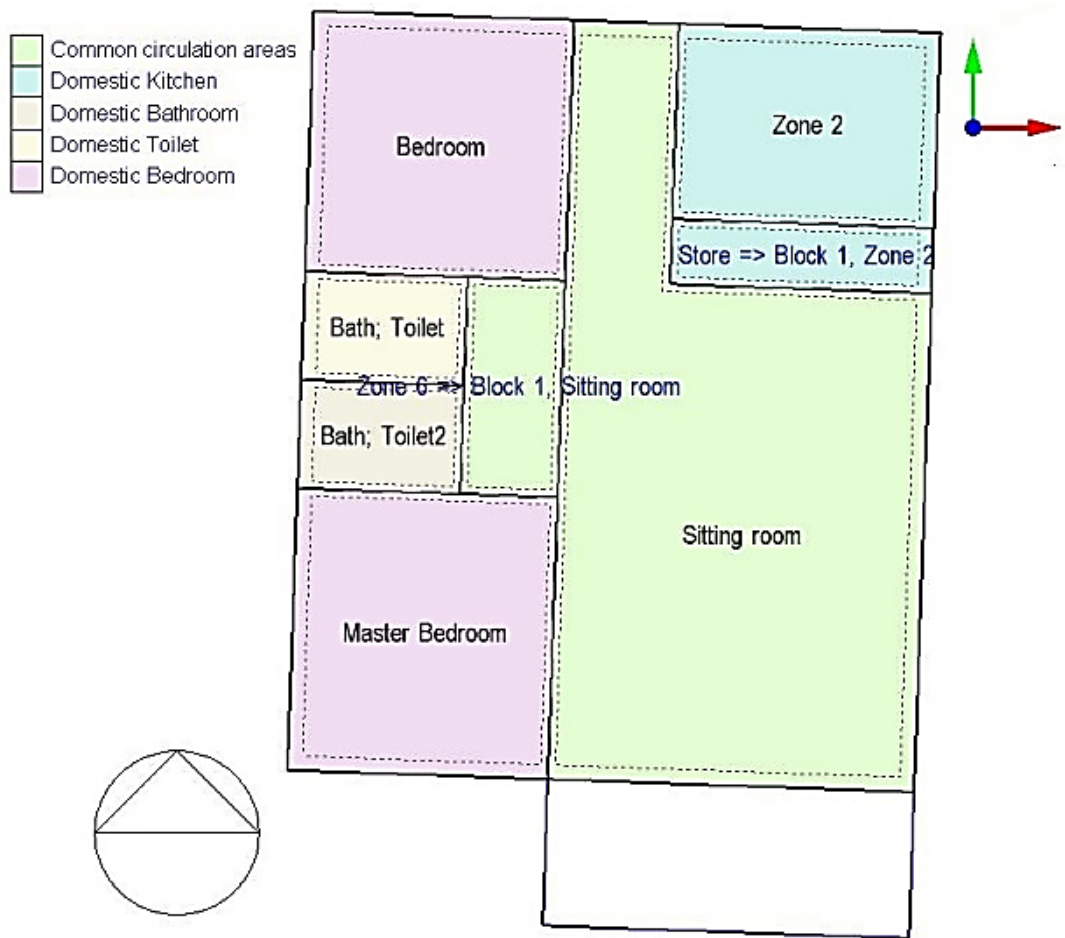 Common circulation areas
Domestic Kitchen
Domestic Bathroom
Domestic Toilet
Domestic Bedroom
Bedroom
Zone 2
Store => Block 1, Zone 2
Bath; Toilet
Zone 6 => Block 1, Sitting room
Bath; Toilet2
Sitting room
Master Bedroom